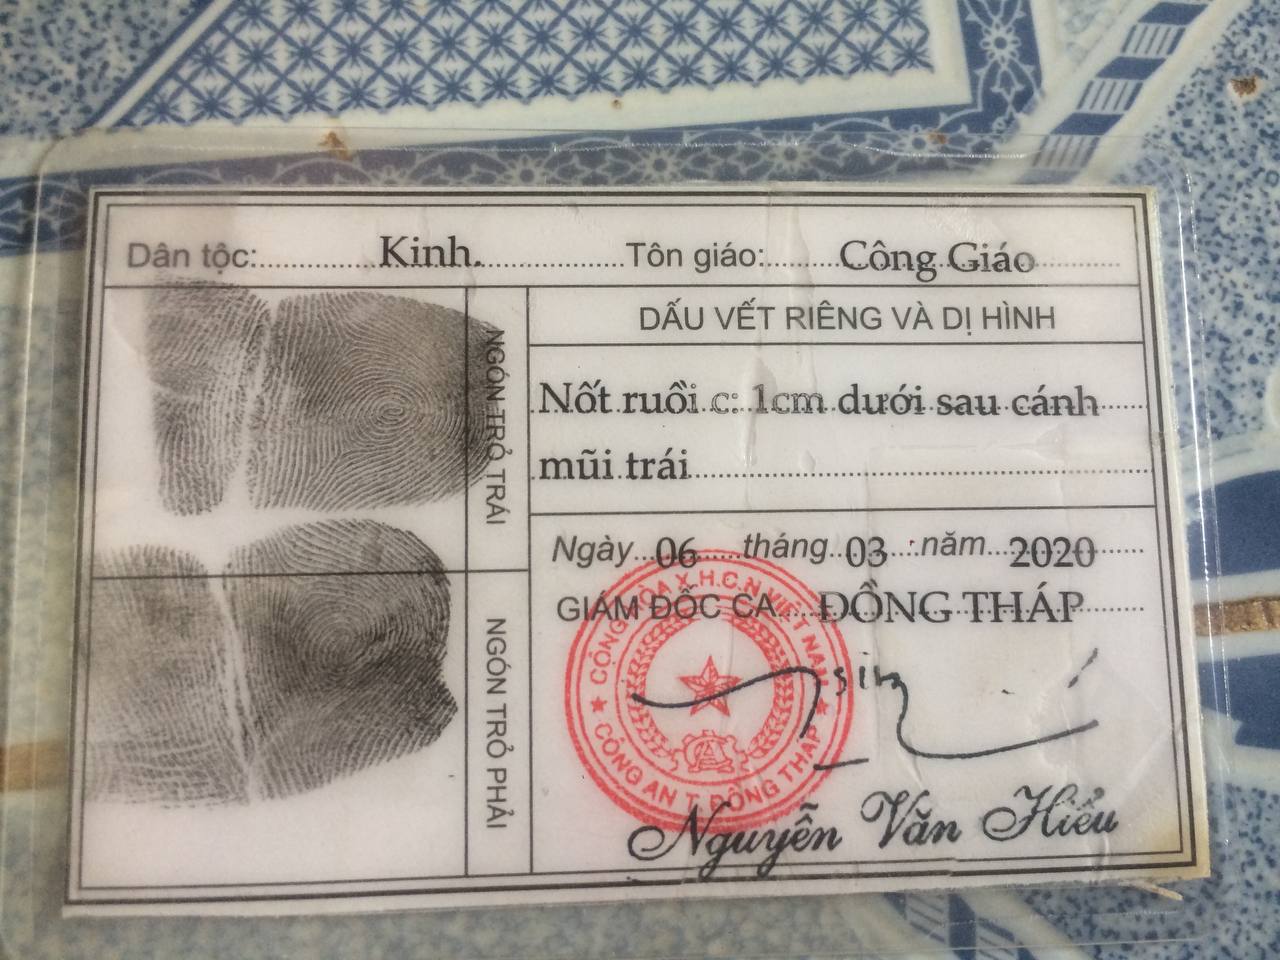 Dân tộc: Kinh. Tôn giáo: Công Giáo
DẤU VẾT RIÊNG VÀ DỊ HÌNH
Nốt ruồi c: 1cm dưới sau cánh
mũi trái
NGÓN TRỎ TRÁI
NGÓN TRỎ PHẢI
Ngày 06 tháng 03 năm 2020
GIÁM ĐỐC CA ĐỒNG THÁP
CỘNG HÒA X.H.C.N VIỆT NAM
CÔNG AN T. ĐỒNG THÁP
Nguyễn Văn Hiểu